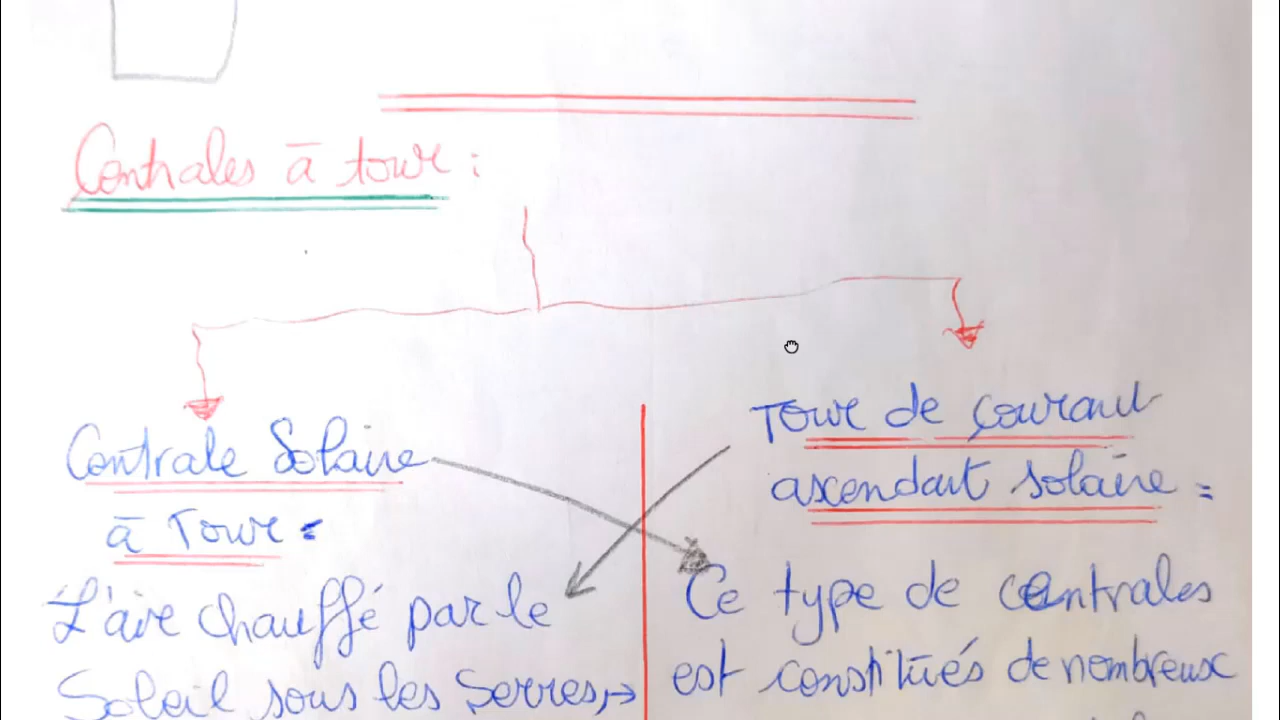 Centrales à tour :
Centrale Solaire
à Tour :
L'air chauffé par le
Soleil sous les Serres,→
Tour de courant
ascendant solaire :
Ce type de centrales
est constitués de nombreux